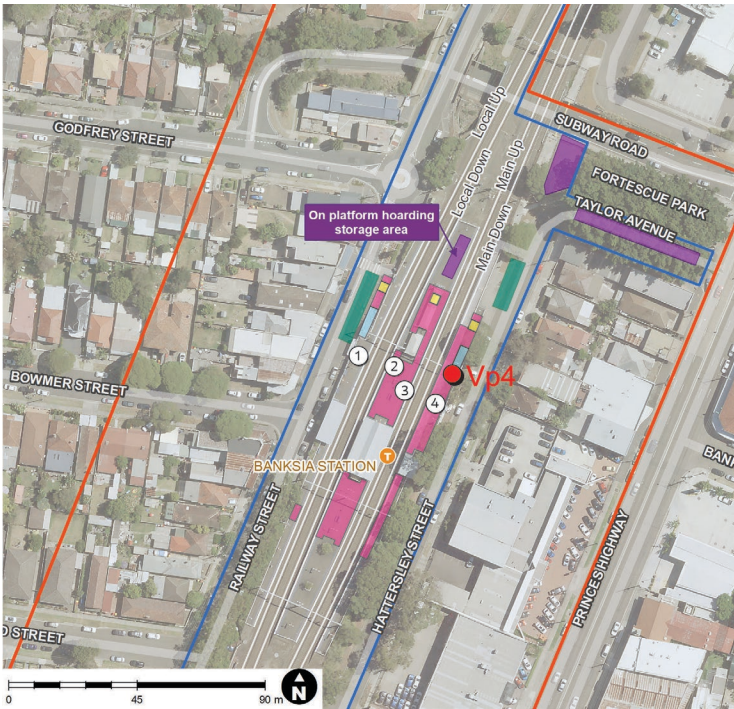 GODFREY STREET
SUBWAY ROAD
FORTESCUE PARK
TAYLOR AVENUE
Local Up
Local Down
Main Up
Main Down
On platform hoarding
storage area
1
2
3
4
Vp4
BOWMER STREET
BANKSIA STATION
T
BANK
RAILWAY STREET
HATTERSLEY STREET
PRINCES HIGHWAY
D STREET
0
45
90 m
N